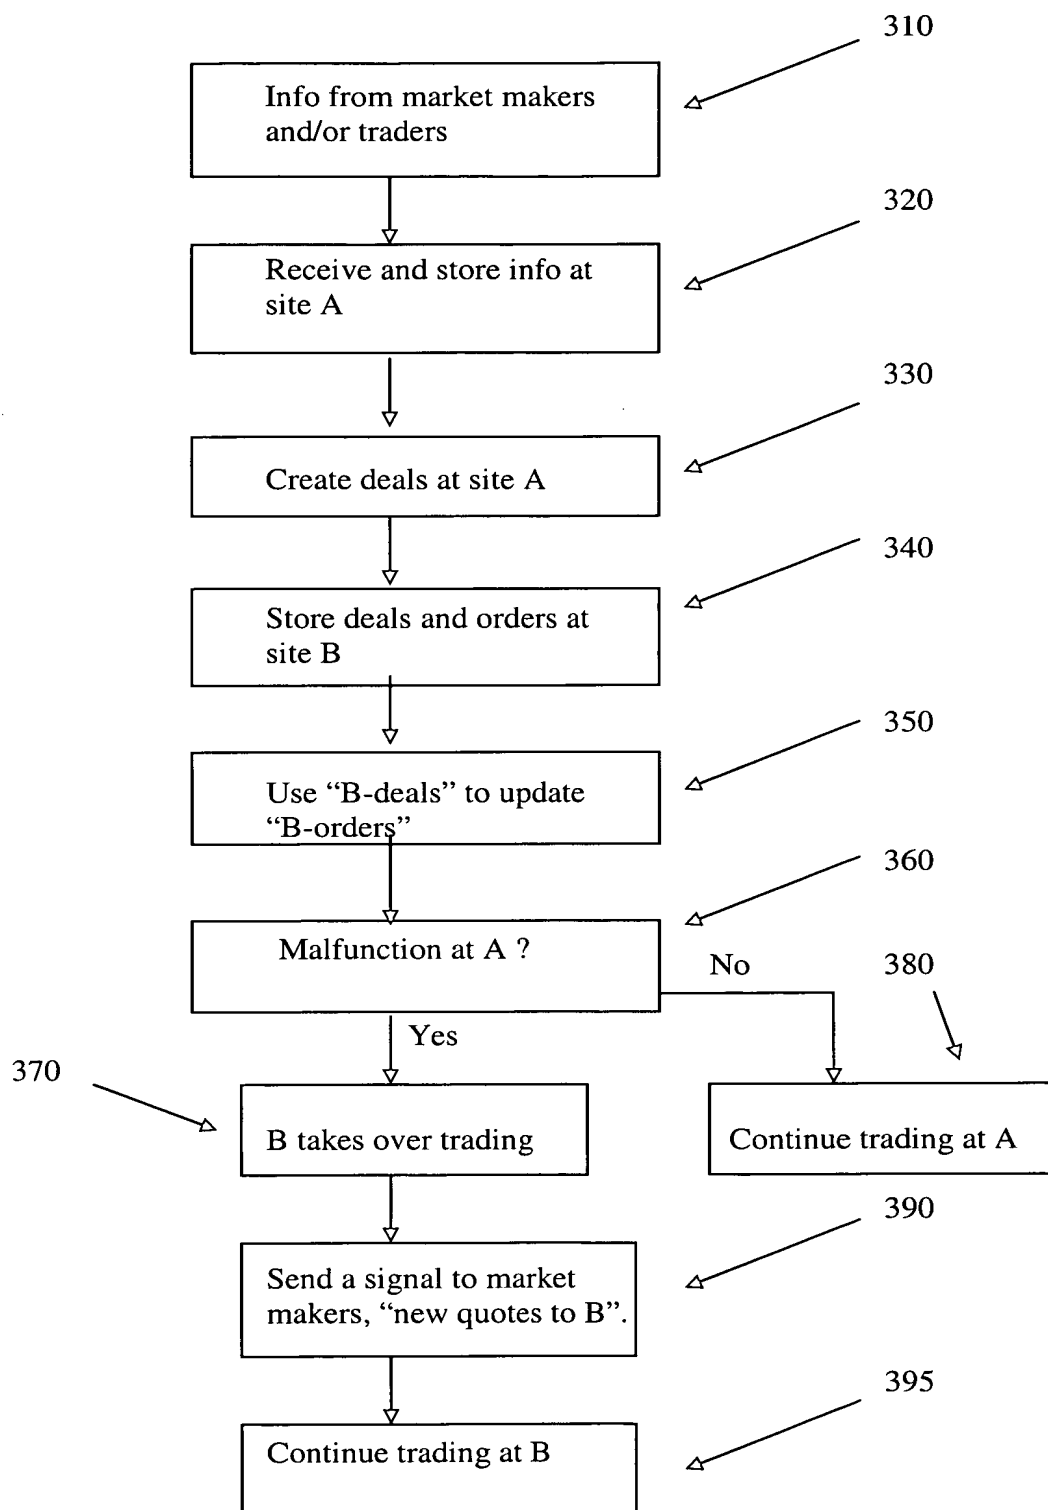 310
Info from market makers
and/or traders
320
Receive and store info at
site A
330
Create deals at site A
340
Store deals and orders at
site B
350
Use “B-deals” to update
“B-orders”
360
Malfunction at A ?
No
380
Yes
370
B takes over trading
Continue trading at A
390
Send a signal to market
makers, “new quotes to B”.
395
Continue trading at B